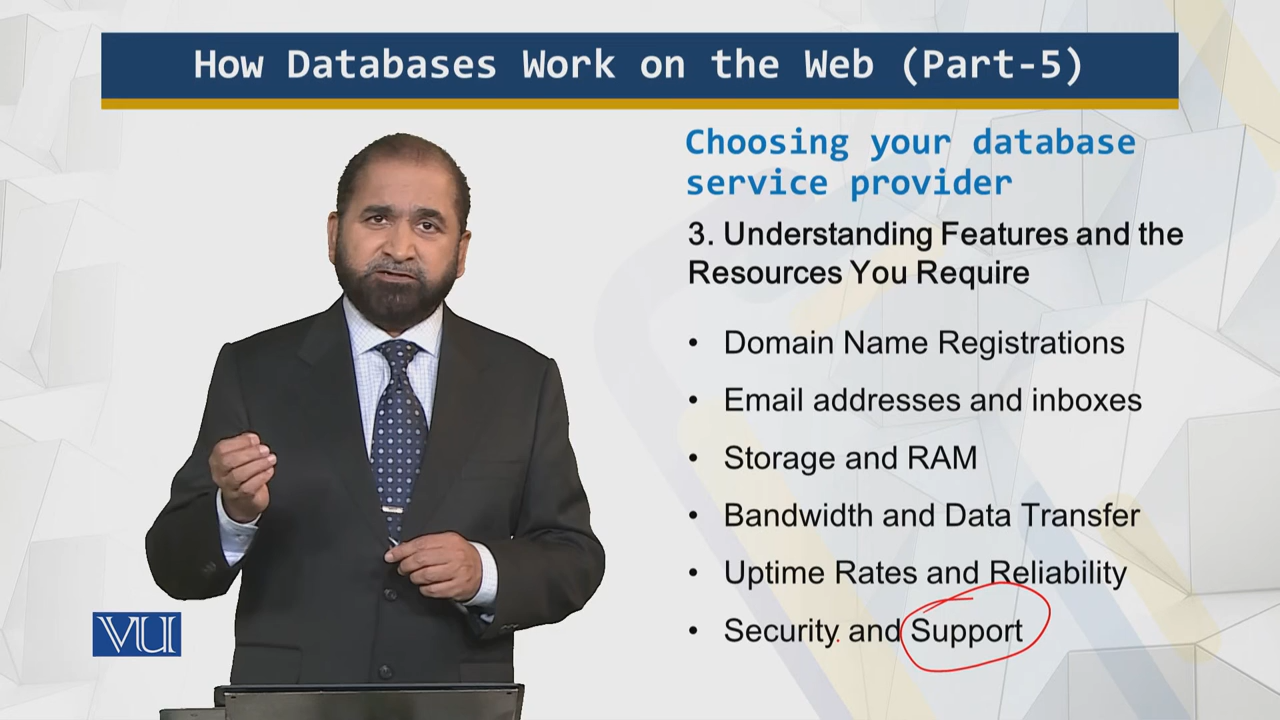 How Databases Work on the Web (Part-5)
Choosing your database
service provider
3. Understanding Features and the
Resources You Require
• Domain Name Registrations
• Email addresses and inboxes
• Storage and RAM
• Bandwidth and Data Transfer
• Uptime Rates and Reliability
• Security and Support
VU